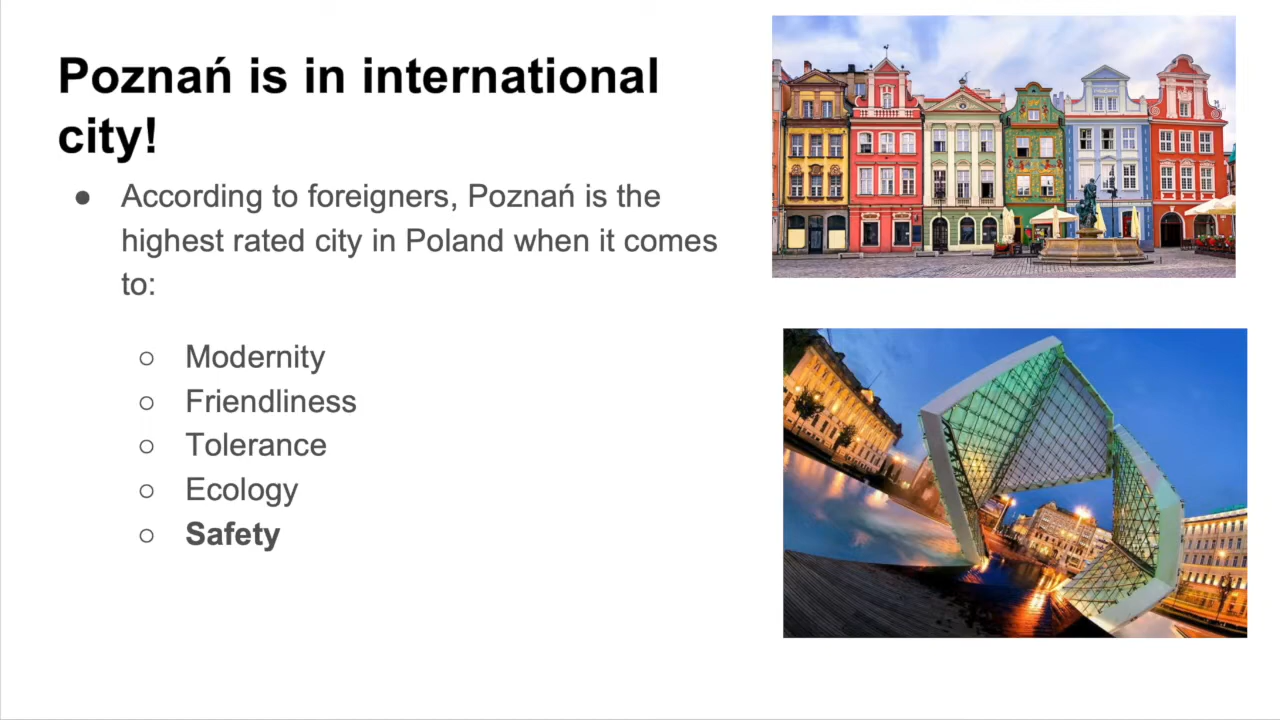 Poznań is in international
city!
● According to foreigners, Poznań is the
highest rated city in Poland when it comes
to:
○ Modernity
○ Friendliness
○ Tolerance
○ Ecology
○ Safety